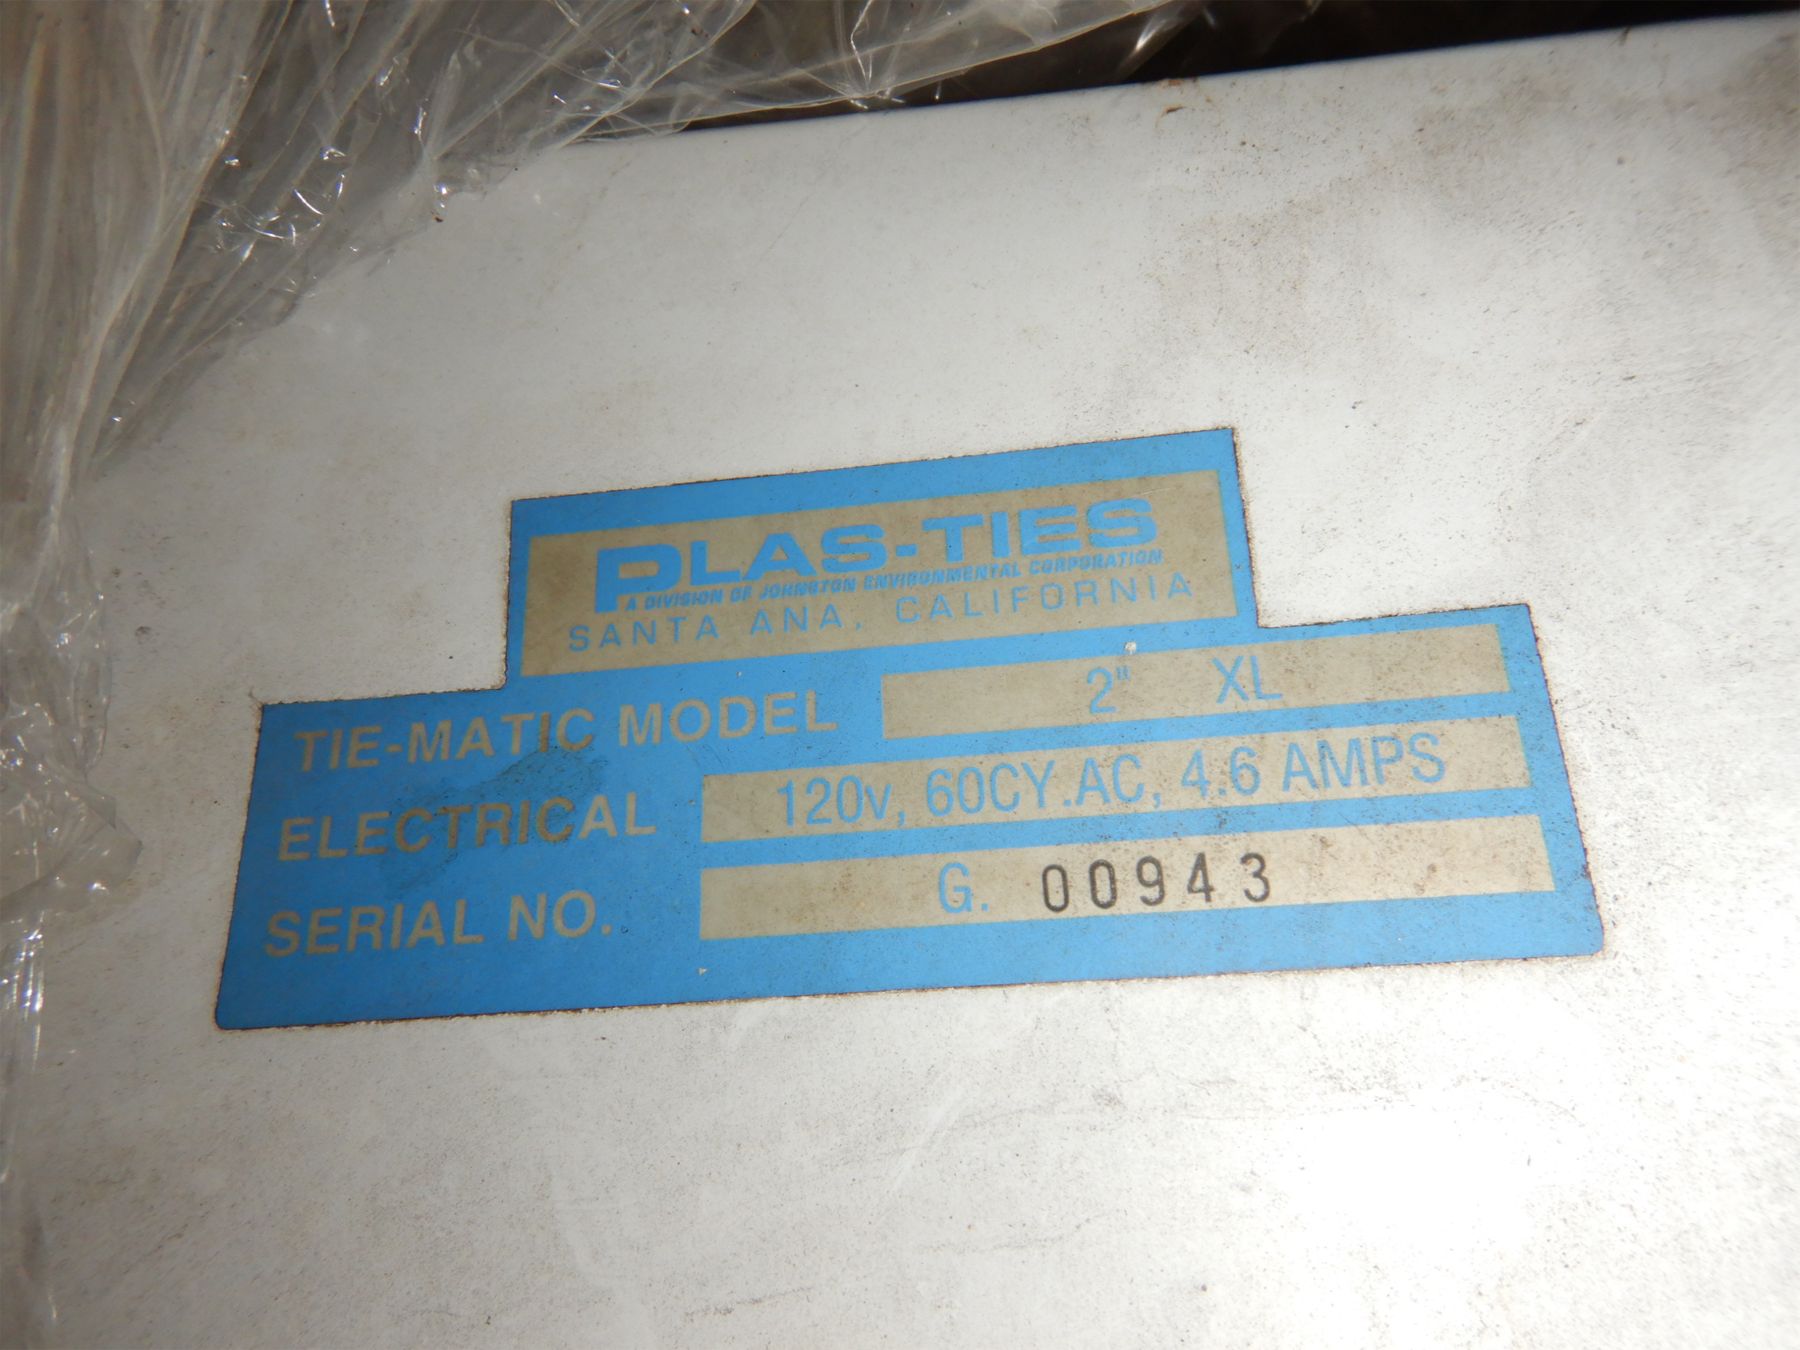 PLAS-TIES
A DIVISION OF JOHNSTON ENVIRONMENTAL CORPORATION
SANTA ANA, CALIFORNIA
TIE-MATIC MODEL 2" XL
ELECTRICAL 120v, 60CY.AC, 4.6 AMPS
SERIAL NO. G. 00943